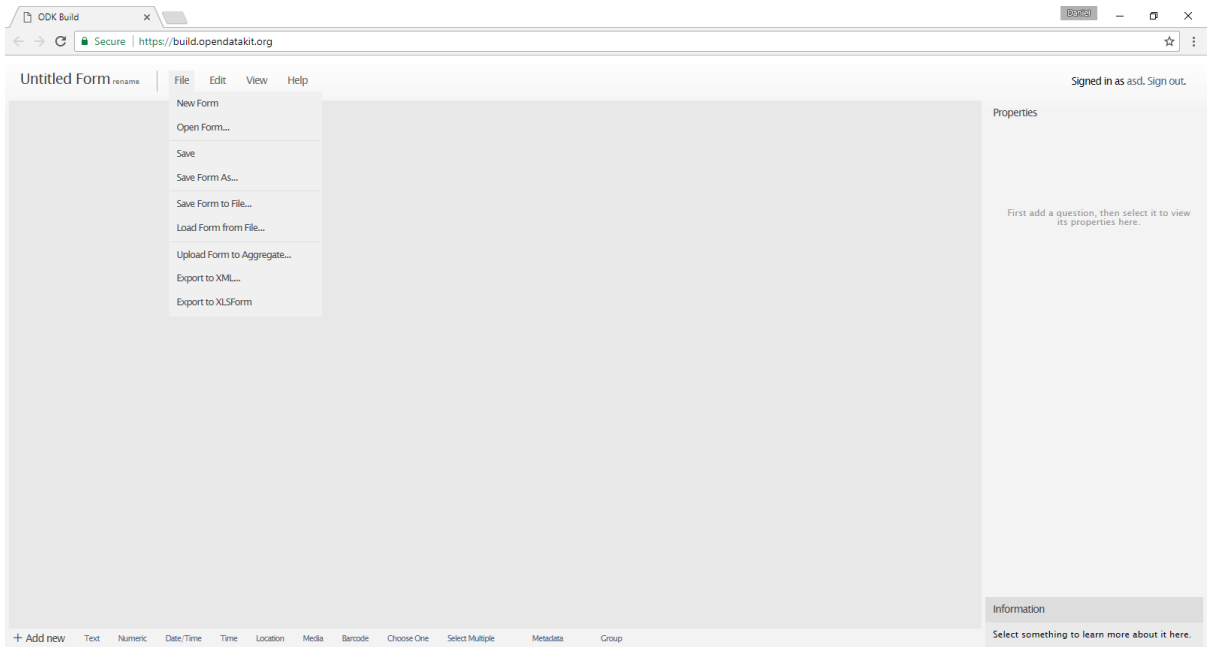 ODK Build
Daniel
Secure https://build.opendatakit.org
Untitled Form rename File Edit View Help Signed in as asd. Sign out.
New Form
Open Form...
Save
Save Form As...
Save Form to File...
Load Form from File...
Upload Form to Aggregate...
Export to XML...
Export to XLSForm
Properties
First add a question, then select it to view
its properties here.
Information
Select something to learn more about it here.
+ Add new Text Numeric Date/Time Time Location Media Barcode Choose One Select Multiple Metadata Group